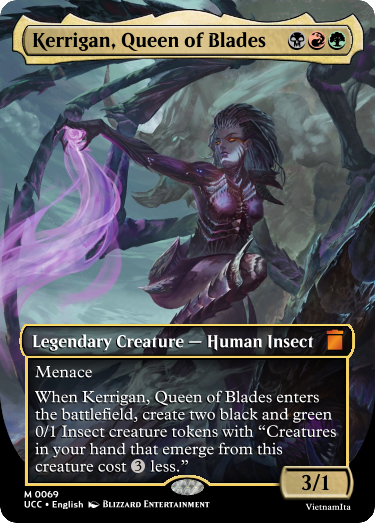 Kerrigan, Queen of Blades
Legendary Creature — Human Insect
Menace
When Kerrigan, Queen of Blades enters
the battlefield, create two black and green
0/1 Insect creature tokens with “Creatures
in your hand that emerge from this
creature cost 3 less.”
3/1
M 0069
UCC • English Blizzard Entertainment
VietnamIta